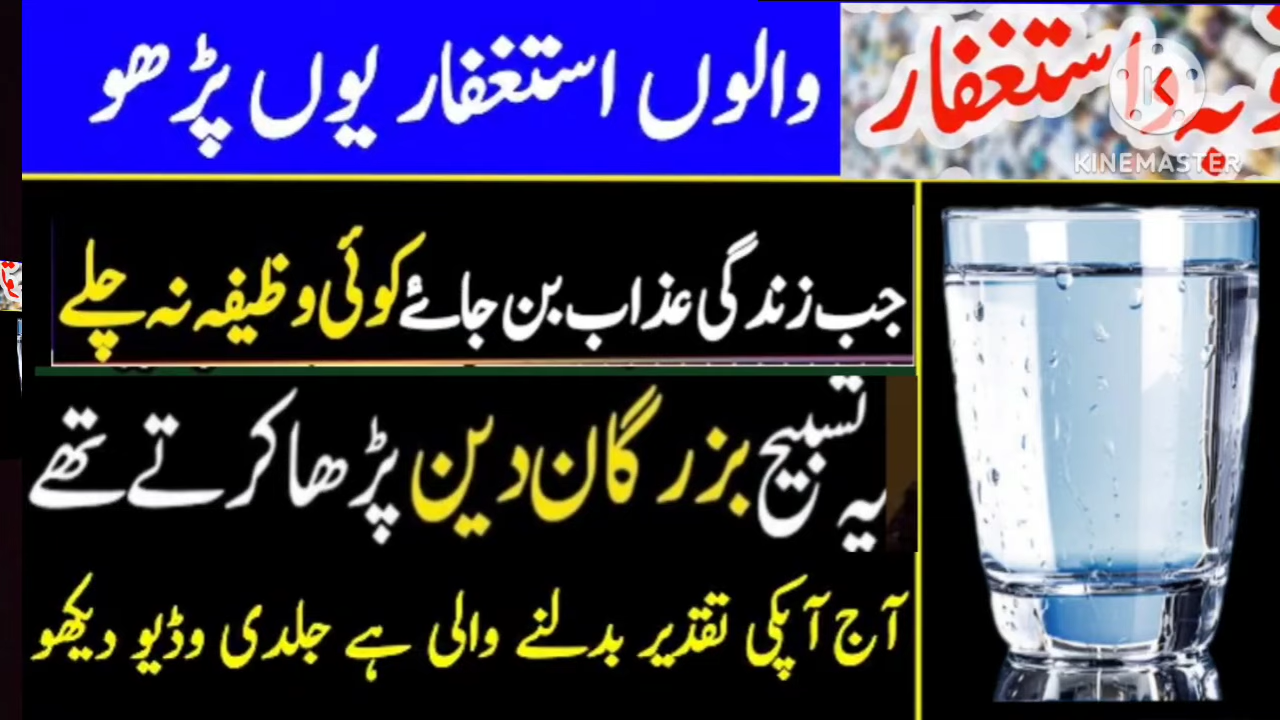 توبہ استغفار
والوں استغفار یوں پڑھو
KINEMASTER
جب زندگی عذاب بن جائے کوئی وظیفہ نہ چلے
یہ تسبیح بزرگان دین پڑھا کرتے تھے
آج آپکی تقدیر بدلنے والی ہے جلدی وڈیو دیکھو